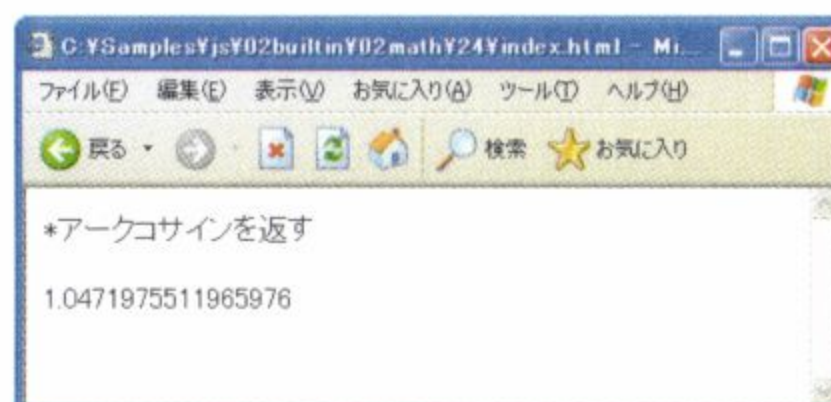 C:¥Samples¥js¥02builtin¥02math¥24¥index.html - Mi...
ファイル(F) 編集(E) 表示(V) お気に入り(A) ツール(T) ヘルプ(H)
戻る 検索 お気に入り
*アークコサインを返す
1.0471975511965976